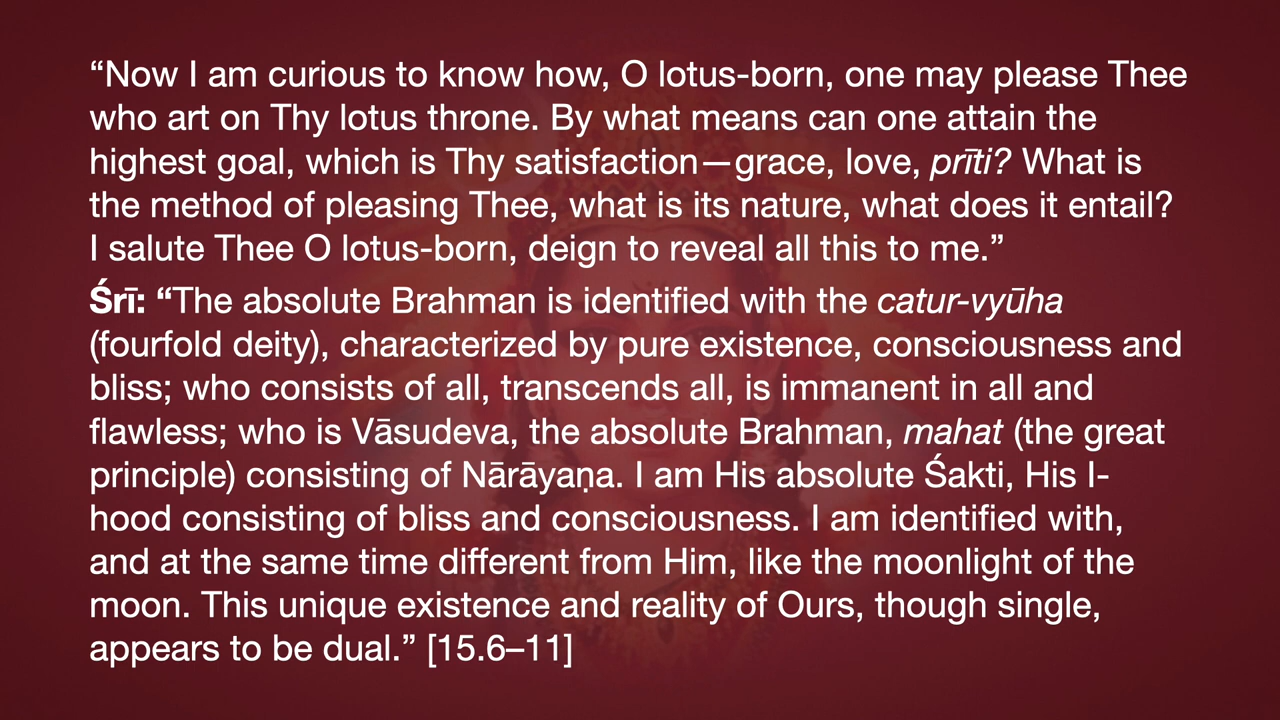 “Now I am curious to know how, O lotus-born, one may please Thee
who art on Thy lotus throne. By what means can one attain the
highest goal, which is Thy satisfaction—grace, love, prīti? What is
the method of pleasing Thee, what is its nature, what does it entail?
I salute Thee O lotus-born, deign to reveal all this to me.”
Śrī: “The absolute Brahman is identified with the catur-vyūha
(fourfold deity), characterized by pure existence, consciousness and
bliss; who consists of all, transcends all, is immanent in all and
flawless; who is Vāsudeva, the absolute Brahman, mahat (the great
principle) consisting of Nārāyaṇa. I am His absolute Śakti, His I-
hood consisting of bliss and consciousness. I am identified with,
and at the same time different from Him, like the moonlight of the
moon. This unique existence and reality of Ours, though single,
appears to be dual.” [15.6–11]